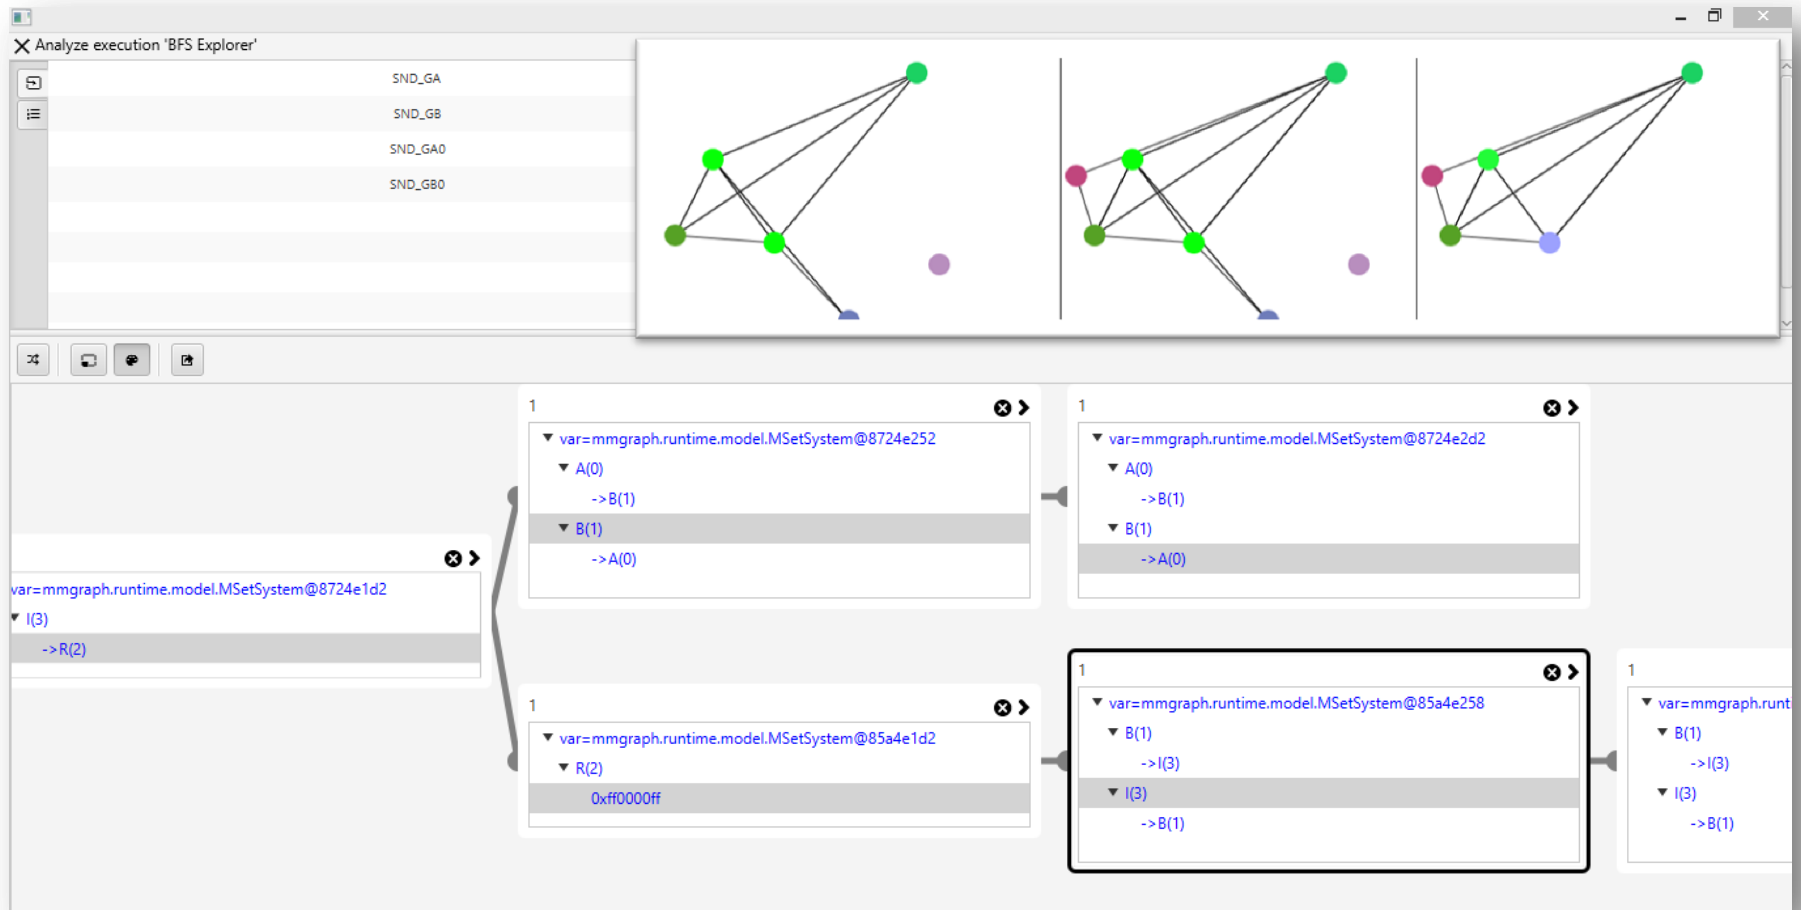 Analyze execution 'BFS Explorer'
SND_GA
SND_GB
SND_GA0
SND_GB0
var=mmgraph.runtime.model.MSetSystem@8724e1d2
I(3)
->R(2)
1
var=mmgraph.runtime.model.MSetSystem@8724e252
A(0)
->B(1)
B(1)
->A(0)
1
var=mmgraph.runtime.model.MSetSystem@8724e2d2
A(0)
->B(1)
B(1)
->A(0)
1
var=mmgraph.runtime.model.MSetSystem@85a4e1d2
R(2)
0xff0000ff
1
var=mmgraph.runtime.model.MSetSystem@85a4e258
B(1)
->I(3)
I(3)
->B(1)
1
var=mmgraph.runt
B(1)
->I(3)
I(3)
->B(1)